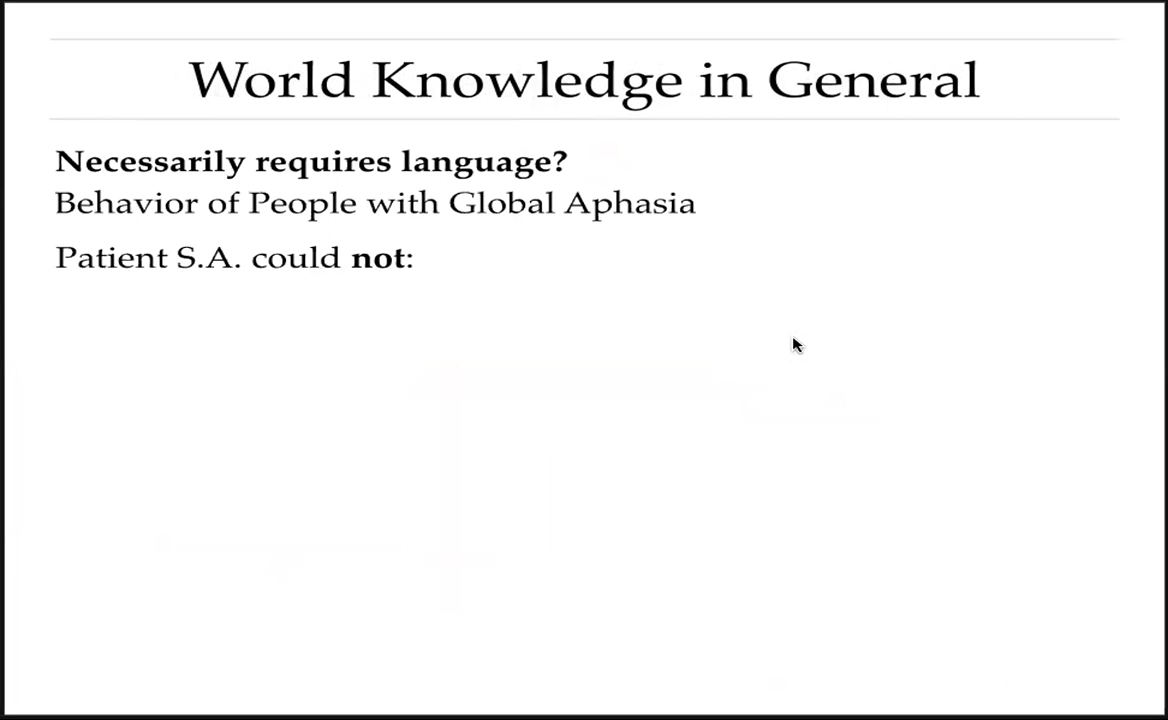 World Knowledge in General
Necessarily requires language?
Behavior of People with Global Aphasia
Patient S.A. could not: